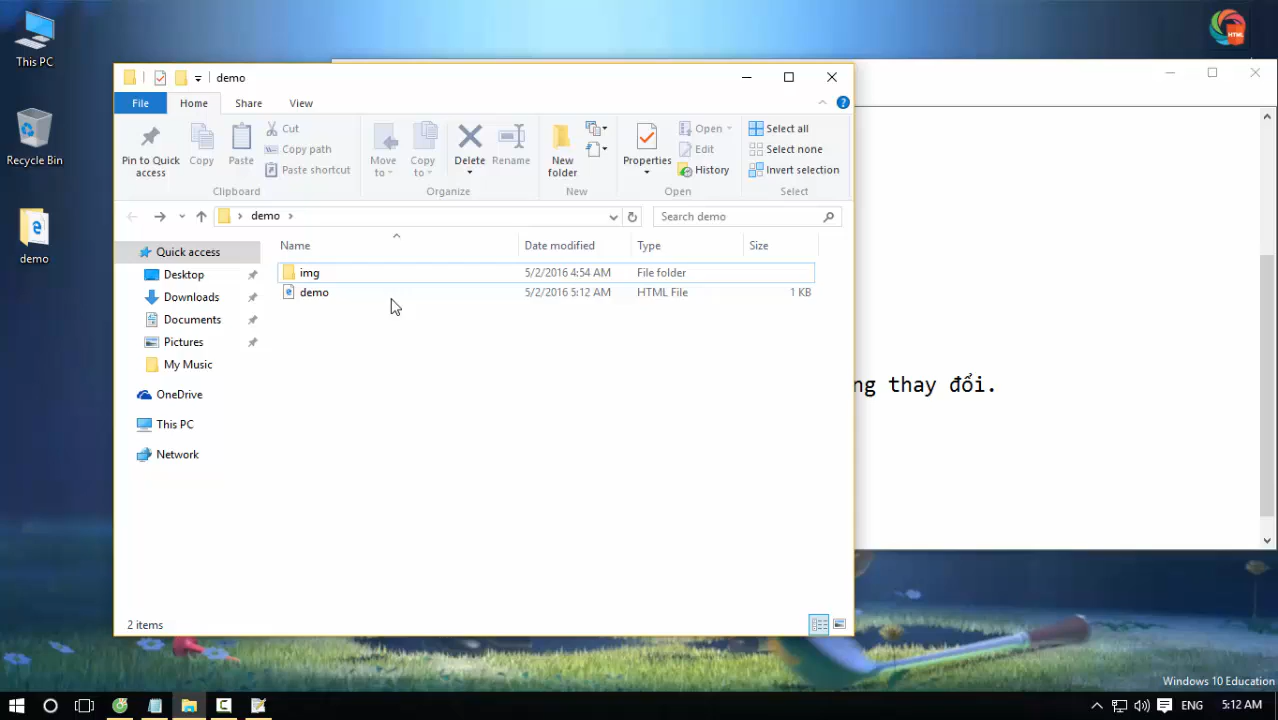 This PC
Recycle Bin
demo
HTML
demo
File Home Share View
Pin to Quick access
Copy
Paste
Cut
Copy path
Paste shortcut
Clipboard
Move to
Copy to
Delete
Rename
Organize
New folder
New
Properties
Open
Edit
History
Open
Select all
Select none
Invert selection
Select
demo
Search demo
Name Date modified Type Size
img 5/2/2016 4:54 AM File folder
demo 5/2/2016 5:12 AM HTML File 1 KB
Quick access
Desktop
Downloads
Documents
Pictures
My Music
OneDrive
This PC
Network
2 items
ng thay đổi.
Windows 10 Education
ENG 5:12 AM